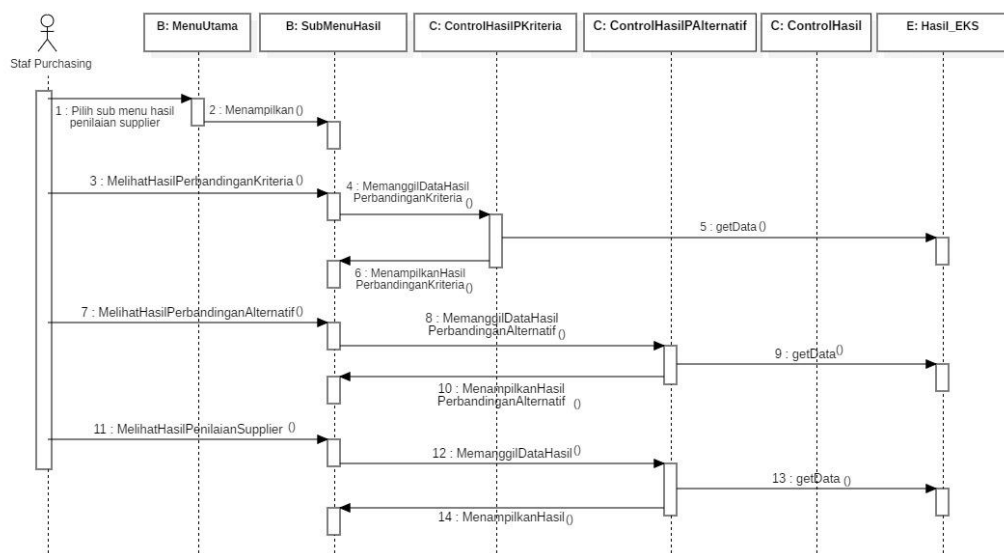 B: MenuUtama
B: SubMenuHasil
C: ControlHasilPKriteria
C: ControlHasilPAlternatif
C: ControlHasil
E: Hasil_EKS
Staf Purchasing
1 : Pilih sub menu hasil
penilaian supplier
2 : Menampilkan()
3 : MelihatHasilPerbandinganKriteria()
4 : MemanggilDataHasil
PerbandinganKriteria()
5 : getData()
6 : MenampilkanHasil
PerbandinganKriteria()
7 : MelihatHasilPerbandinganAlternatif()
8 : MemanggilDataHasil
PerbandinganAlternatif()
9 : getData()
10 : MenampilkanHasil
PerbandinganAlternatif ()
11 : MelihatHasilPenilaianSupplier ()
12 : MemanggilDataHasil()
13 : getData ()
14 : MenampilkanHasil()